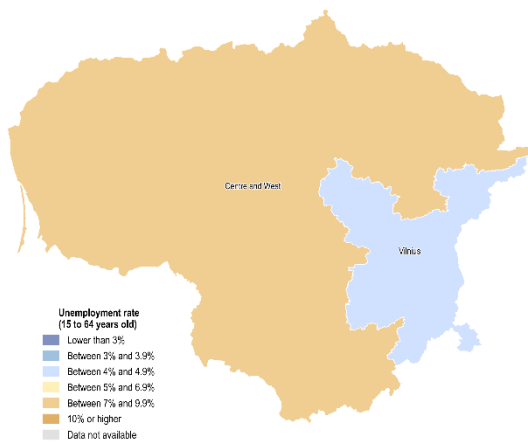 Centre and West
Vilnius
Unemployment rate
(15 to 64 years old)
Lower than 3%
Between 3% and 3.9%
Between 4% and 4.9%
Between 5% and 6.9%
Between 7% and 9.9%
10% or higher
Data not available